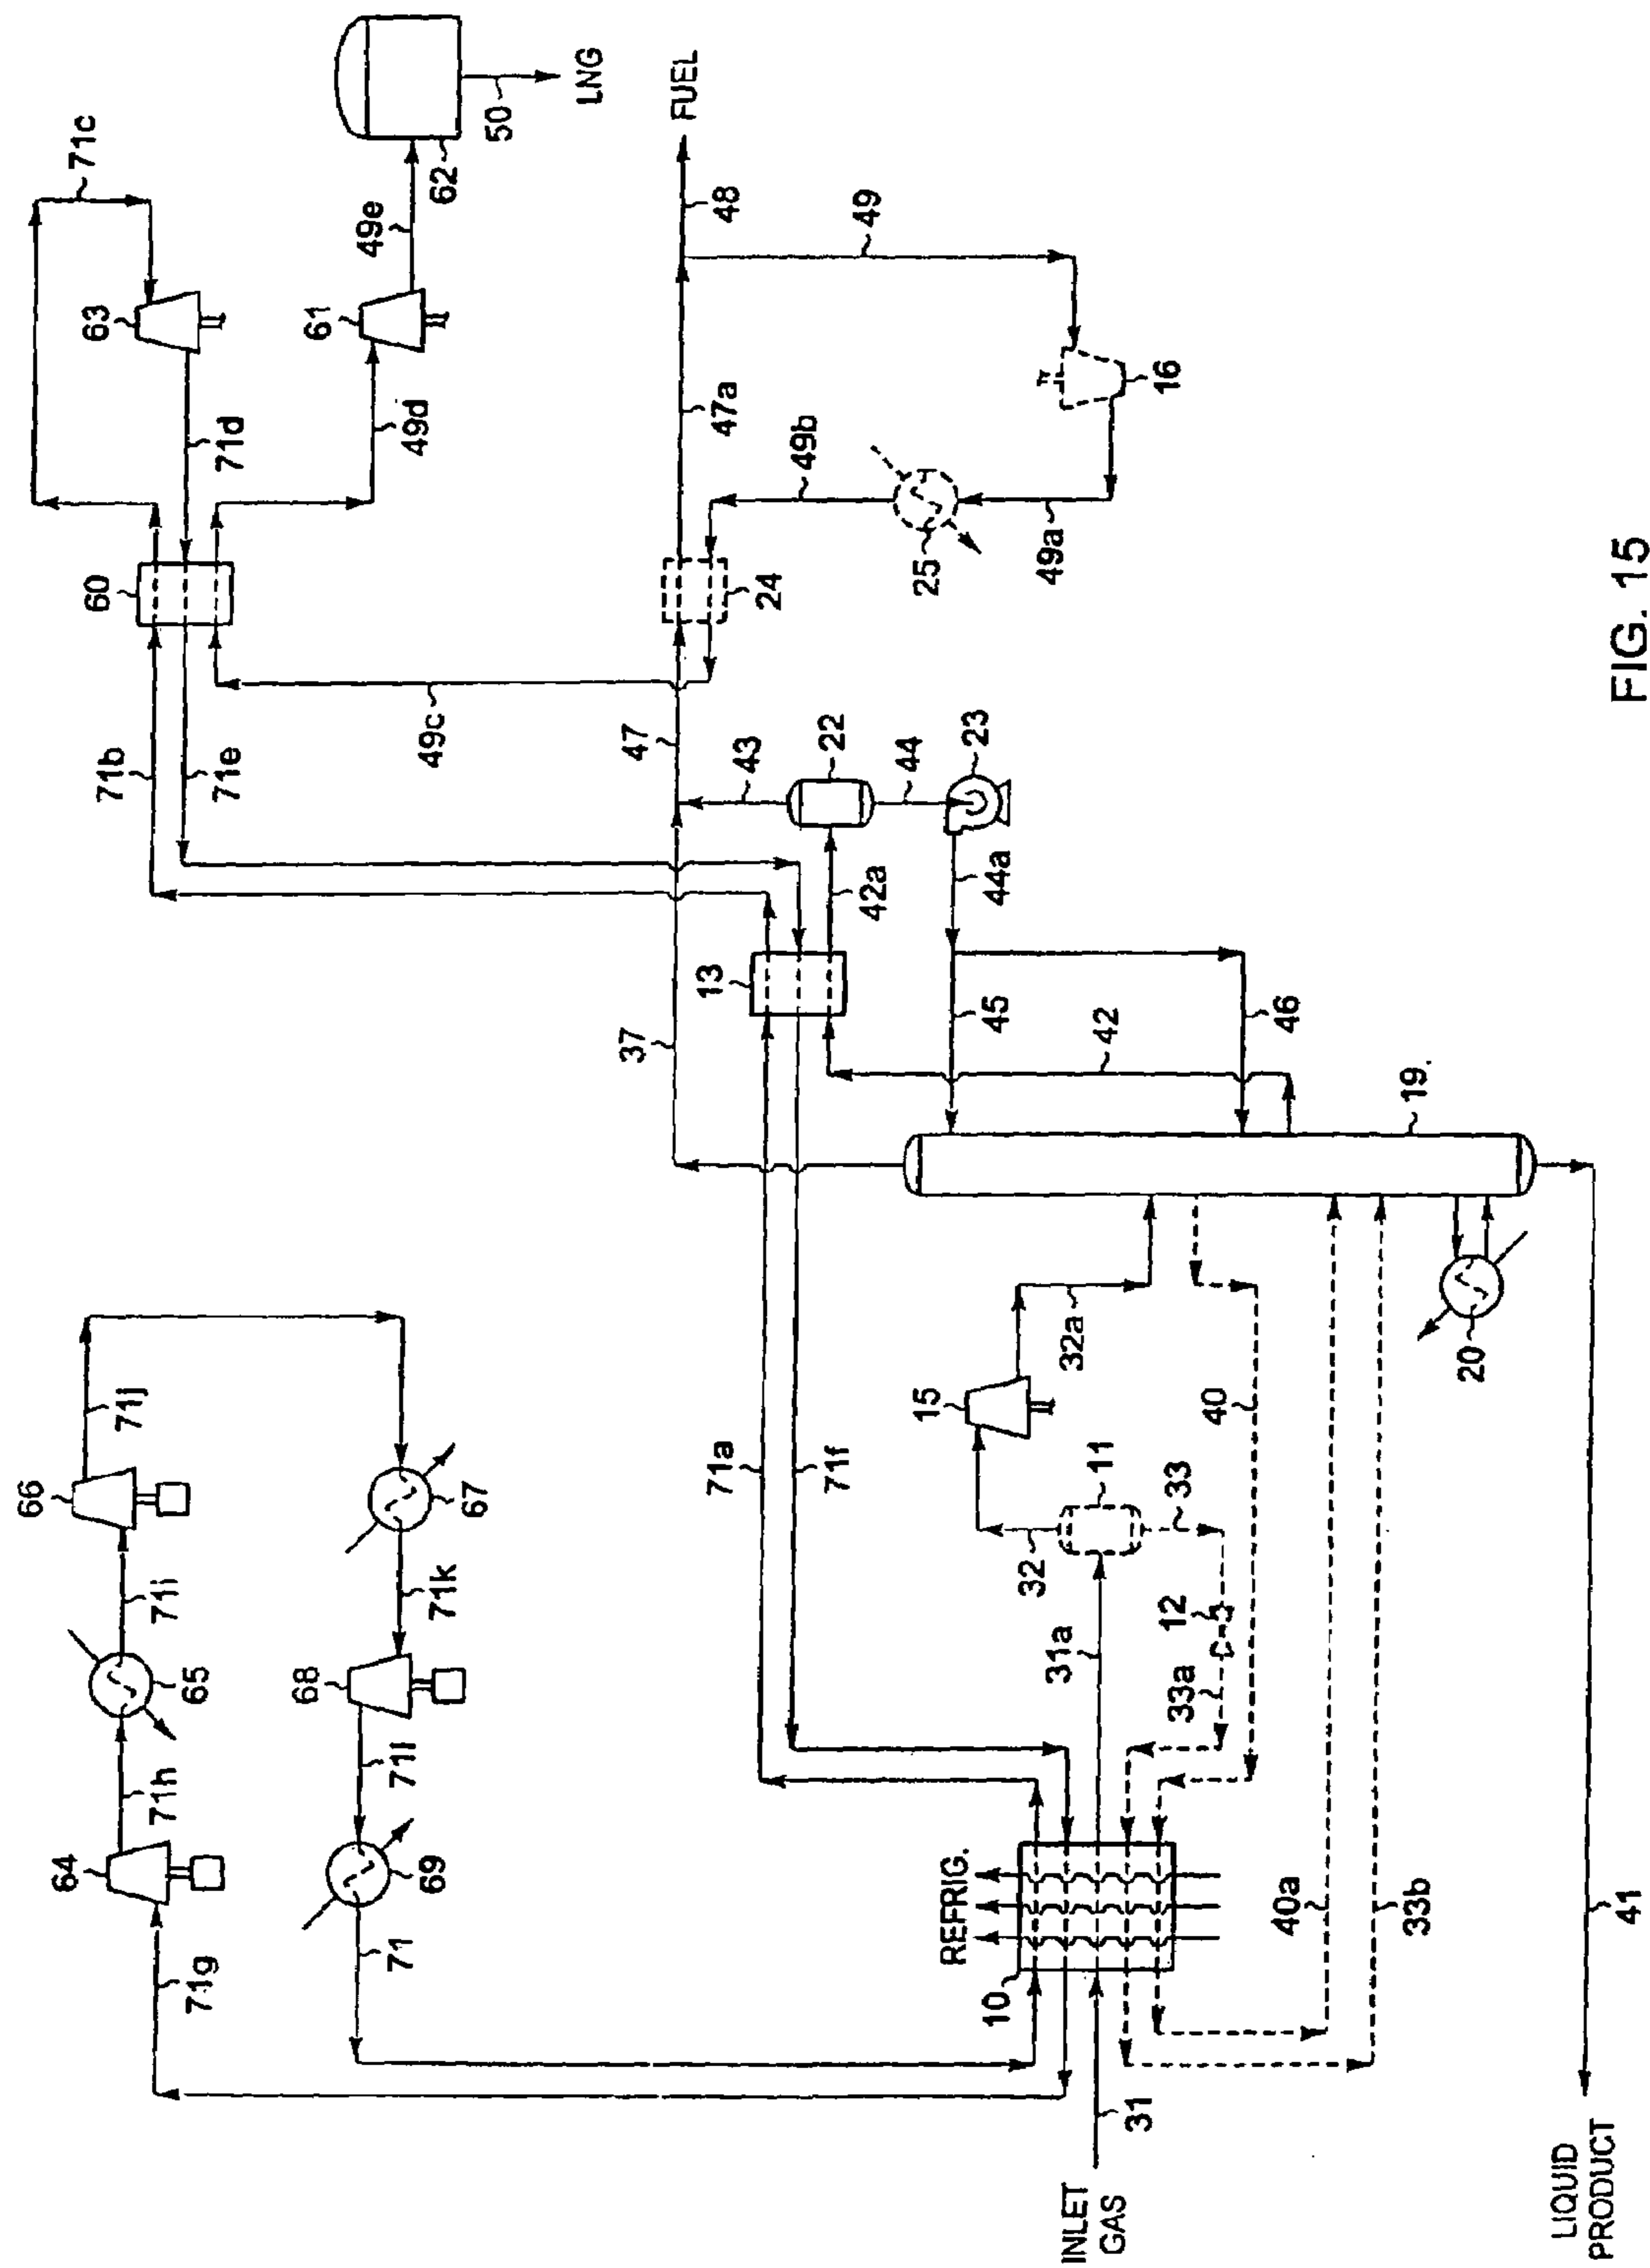 71c
63
71d
60
71b
71e
49c
61
49d
49e
62
50
LNG
FUEL
48
47a
49
16
49b
25
49a
24
47
43
22
44
23
44a
42a
13
37
45
46
42
19
66
71j
71i
65
71h
64
71g
67
71k
68
71l
69
71
71a
71f
15
32a
11
32
33
12
33a
31a
40
20
REFRIG.
10
40a
33b
31
INLET
GAS
41
LIQUID
PRODUCT
FIG. 15